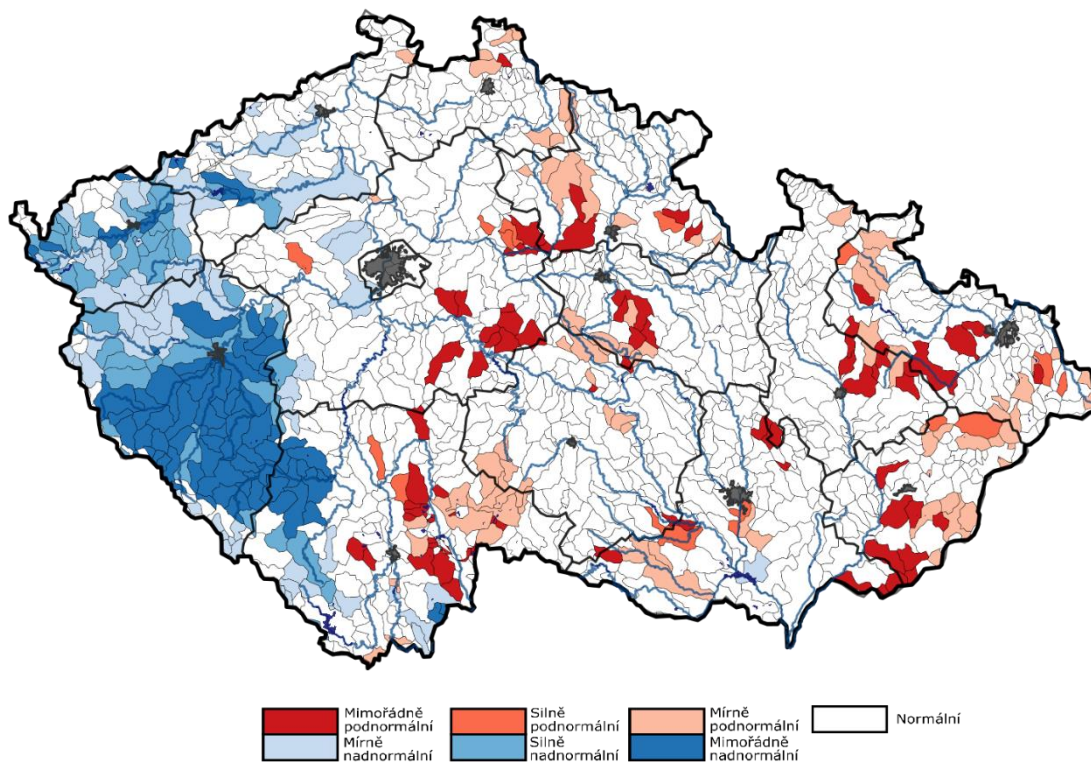 Mimořádně
podnormální
Silně
podnormální
Mírně
podnormální
Normální
Mírně
nadnormální
Silně
nadnormální
Mimořádně
nadnormální